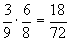 3/9 · 6/8 = 18/72